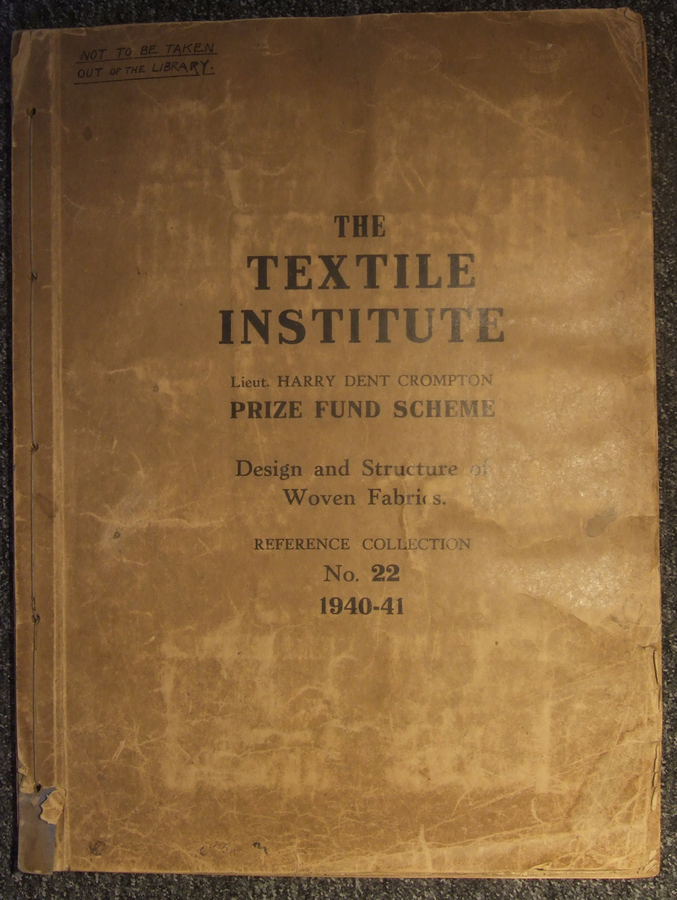 NOT TO BE TAKEN
OUT OF THE LIBRARY.
THE
TEXTILE
INSTITUTE
Lieut. HARRY DENT CROMPTON
PRIZE FUND SCHEME
Design and Structure of
Woven Fabrics.
REFERENCE COLLECTION
No. 22
1940-41